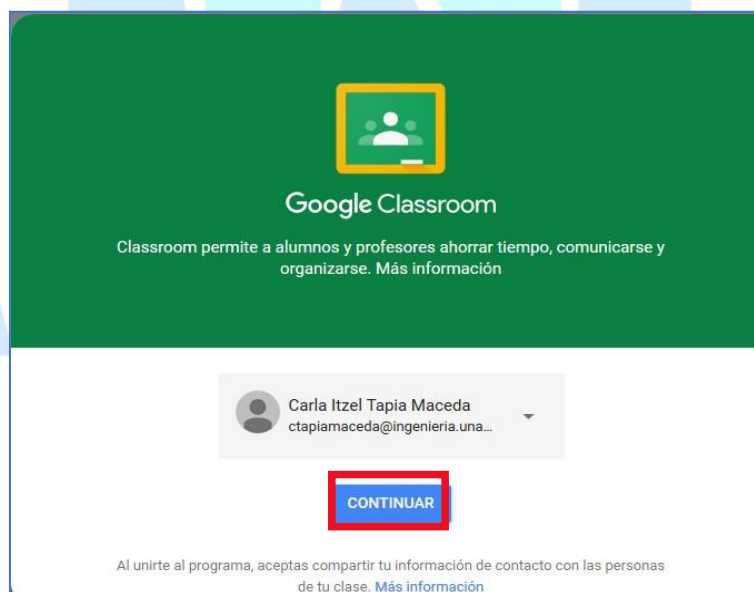 Google Classroom
Classroom permite a alumnos y profesores ahorrar tiempo, comunicarse y
organizarse. Más información
Carla Itzel Tapia Maceda
ctapiamaceda@ingenieria.una...
CONTINUAR
Al unirte al programa, aceptas compartir tu información de contacto con las personas
de tu clase. Más información